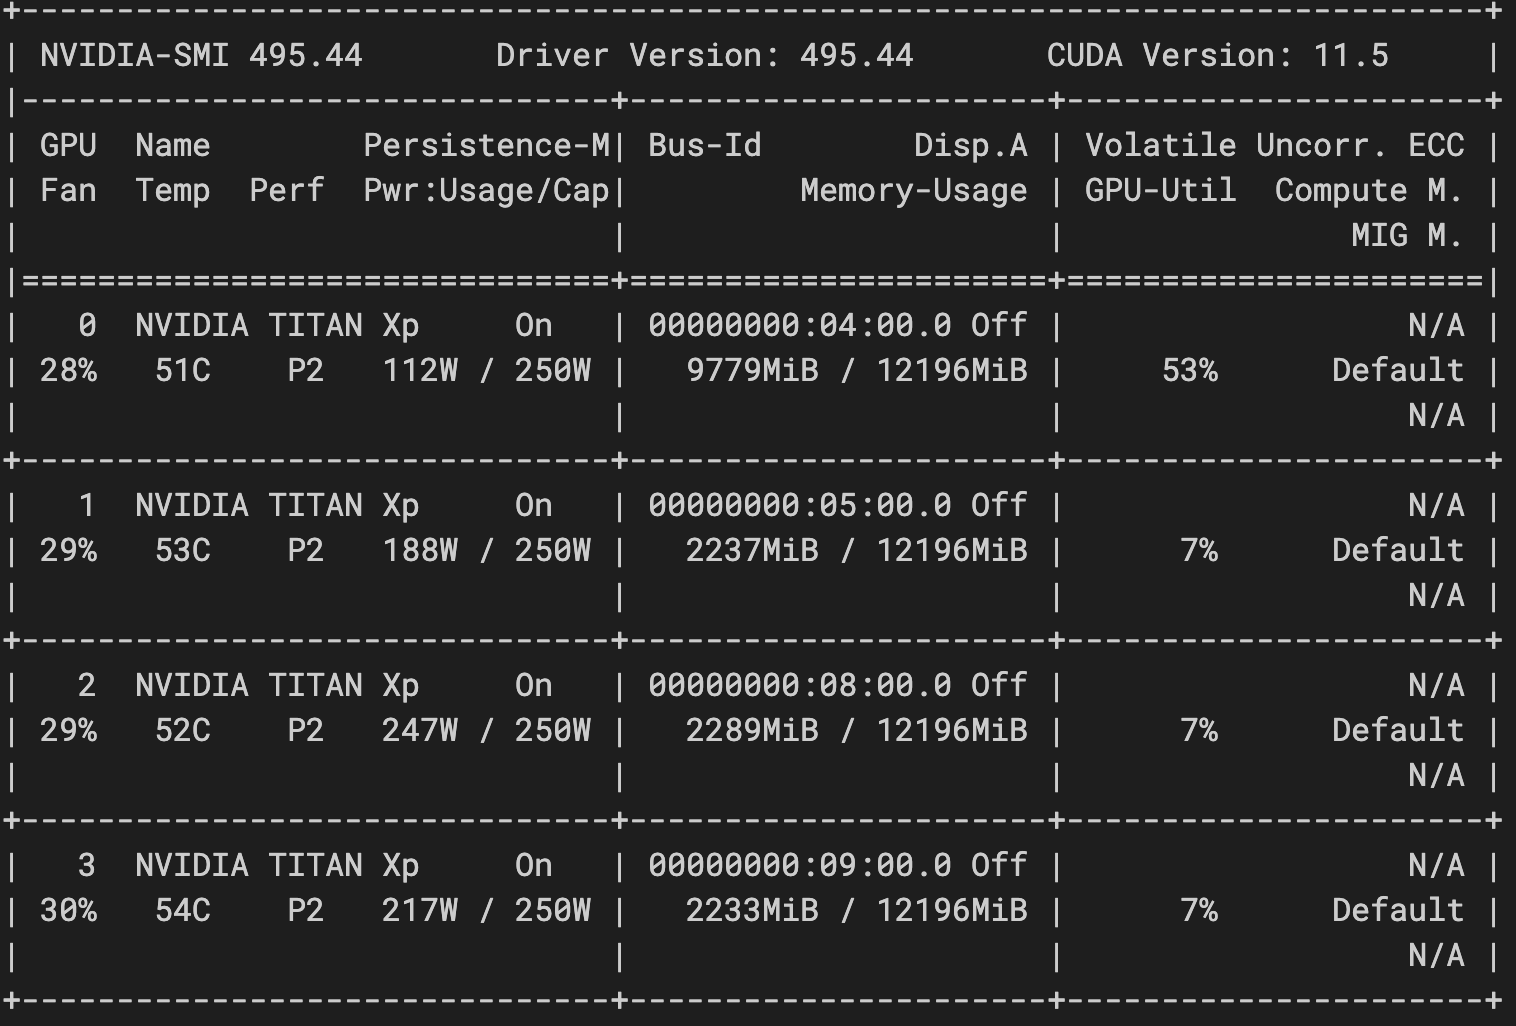 +-----------------------------------------------------------------------------+
| NVIDIA-SMI 495.44       Driver Version: 495.44       CUDA Version: 11.5     |
|-------------------------------+----------------------+----------------------+
| GPU  Name        Persistence-M| Bus-Id        Disp.A | Volatile Uncorr. ECC |
| Fan  Temp  Perf  Pwr:Usage/Cap|         Memory-Usage | GPU-Util  Compute M. |
|                               |                      |               MIG M. |
|===============================+======================+======================|
|   0  NVIDIA TITAN Xp     On   | 00000000:04:00.0 Off |                  N/A |
| 28%   51C    P2   112W / 250W |   9779MiB / 12196MiB |     53%      Default |
|                               |                      |                  N/A |
+-------------------------------+----------------------+----------------------+
|   1  NVIDIA TITAN Xp     On   | 00000000:05:00.0 Off |                  N/A |
| 29%   53C    P2   188W / 250W |   2237MiB / 12196MiB |      7%      Default |
|                               |                      |                  N/A |
+-------------------------------+----------------------+----------------------+
|   2  NVIDIA TITAN Xp     On   | 00000000:08:00.0 Off |                  N/A |
| 29%   52C    P2   247W / 250W |   2289MiB / 12196MiB |      7%      Default |
|                               |                      |                  N/A |
+-------------------------------+----------------------+----------------------+
|   3  NVIDIA TITAN Xp     On   | 00000000:09:00.0 Off |                  N/A |
| 30%   54C    P2   217W / 250W |   2233MiB / 12196MiB |      7%      Default |
|                               |                      |                  N/A |
+-------------------------------+----------------------+----------------------+